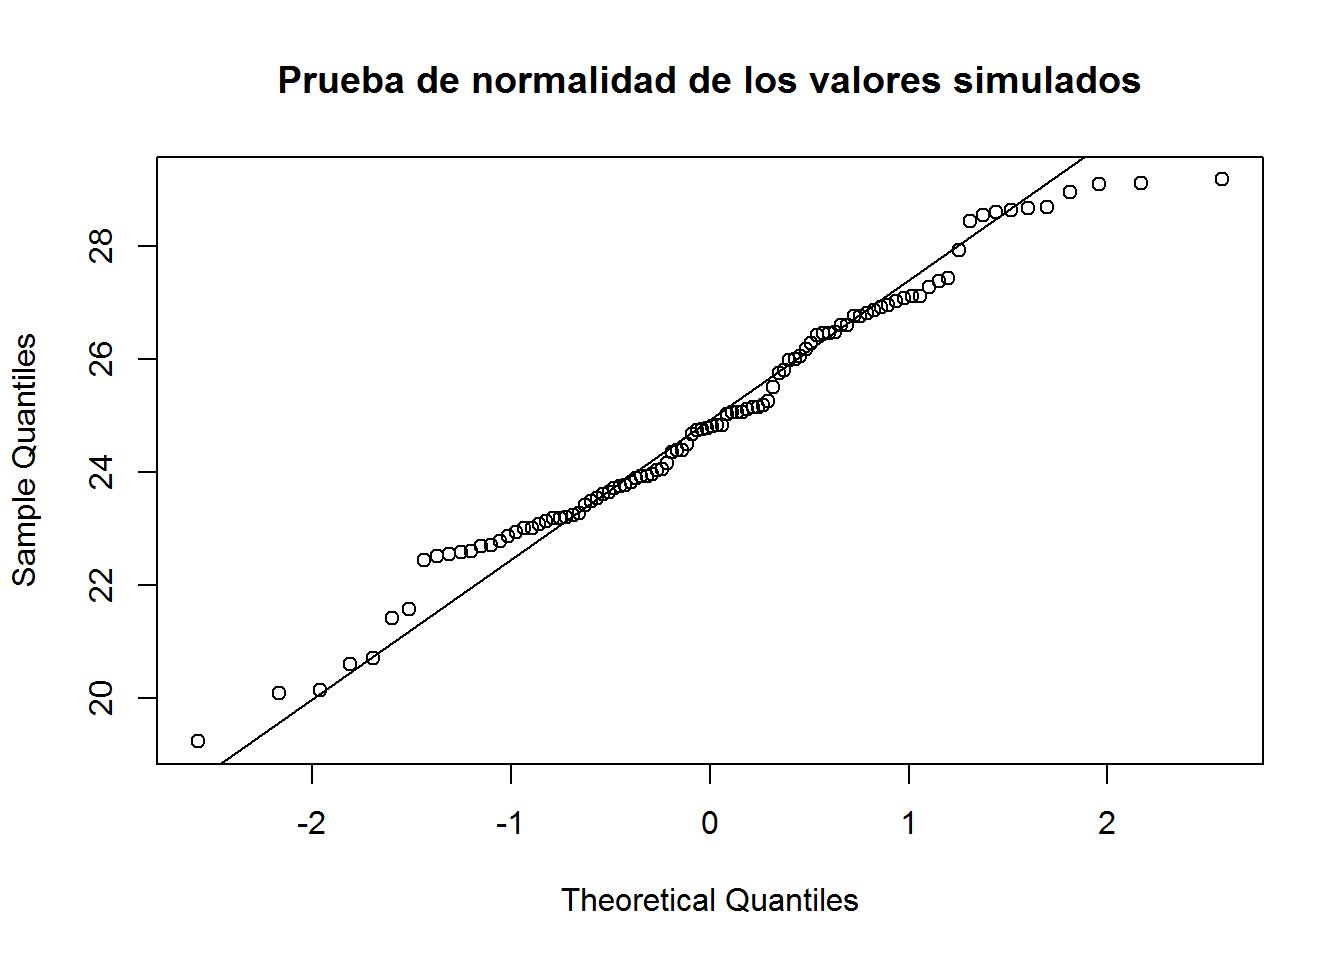 Prueba de normalidad de los valores simulados
Sample Quantiles
28
26
24
22
20
-2 -1 0 1 2
Theoretical Quantiles